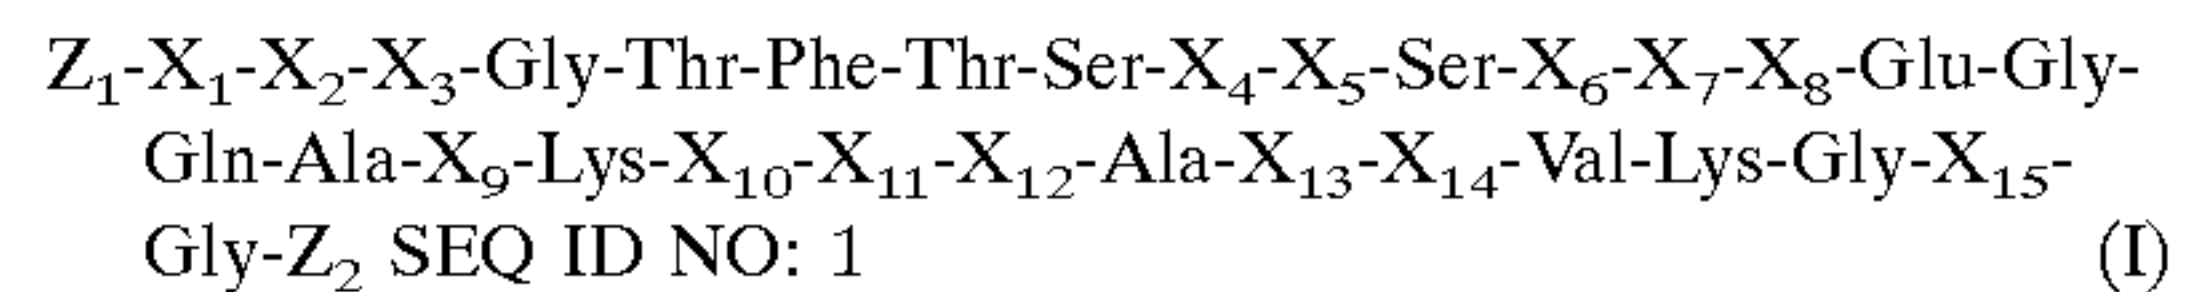 Z₁-X₁-X₂-X₃-Gly-Thr-Phe-Thr-Ser-X₄-X₅-Ser-X₆-X₇-X₈-Glu-Gly-
Gln-Ala-X₉-Lys-X₁₀-X₁₁-X₁₂-Ala-X₁₃-X₁₄-Val-Lys-Gly-X₁₅-
Gly-Z₂ SEQ ID NO: 1 (I)